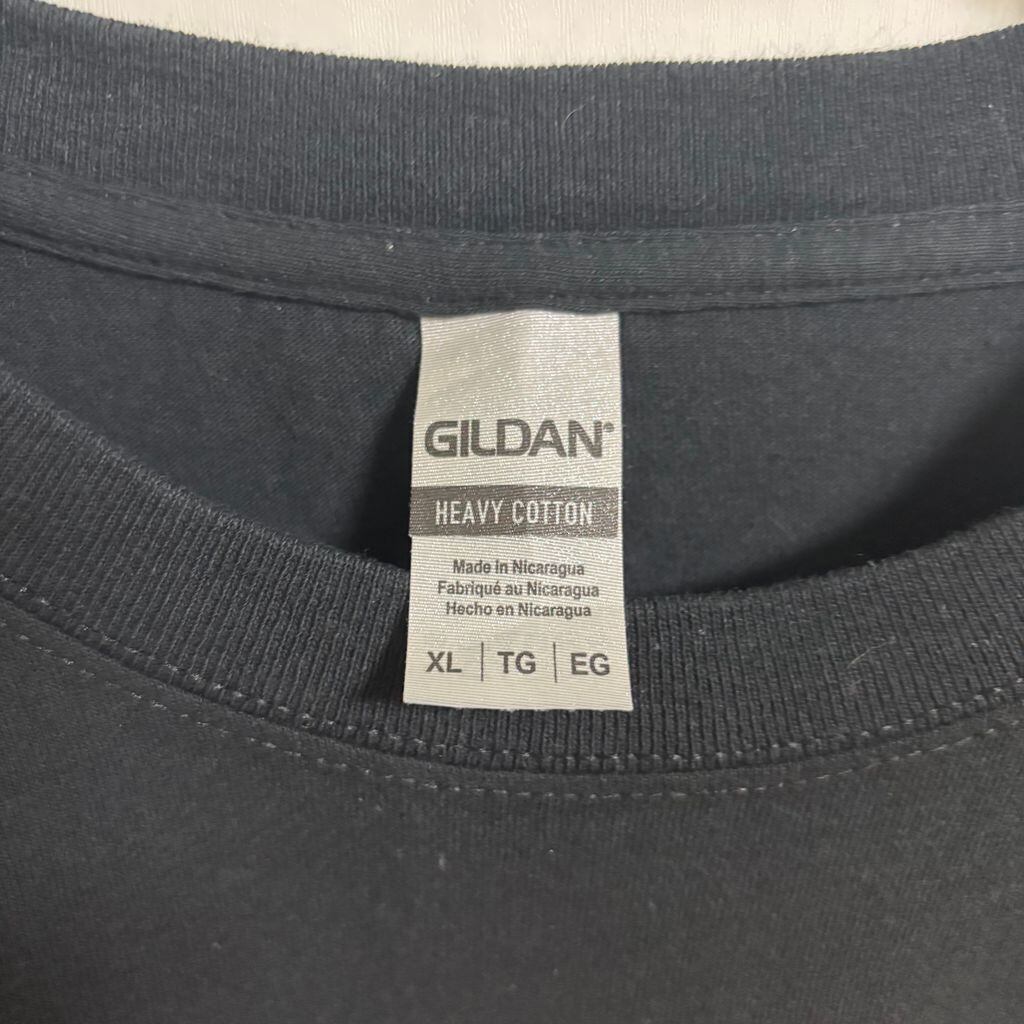 GILDAN®
HEAVY COTTON
Made in Nicaragua
Fabriqué au Nicaragua
Hecho en Nicaragua
XL | TG | EG